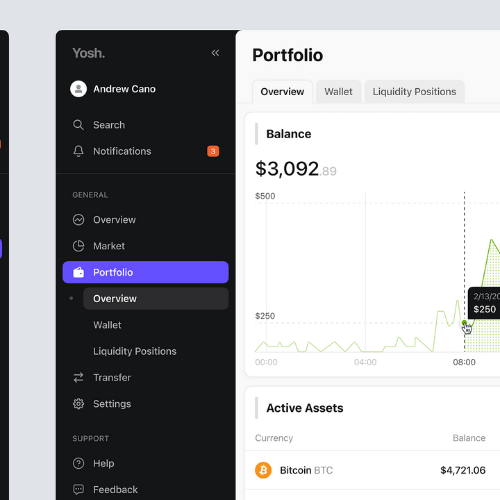 Yosh.
Andrew Cano
Search
Notifications
3
GENERAL
Overview
Market
Portfolio
Overview
Wallet
Liquidity Positions
Transfer
Settings
SUPPORT
Help
Feedback
Portfolio
Overview
Wallet
Liquidity Positions
Balance
$3,092.89
$500
$250
2/13/20
$250
00:00
04:00
08:00
Active Assets
Currency
Balance
Bitcoin BTC
$4,721.06